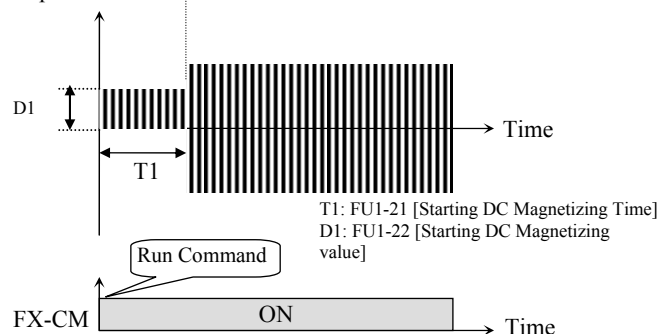 D1
Time
T1
T1: FU1-21 [Starting DC Magnetizing Time]
D1: FU1-22 [Starting DC Magnetizing
value]
Run Command
FX-CM
ON
Time